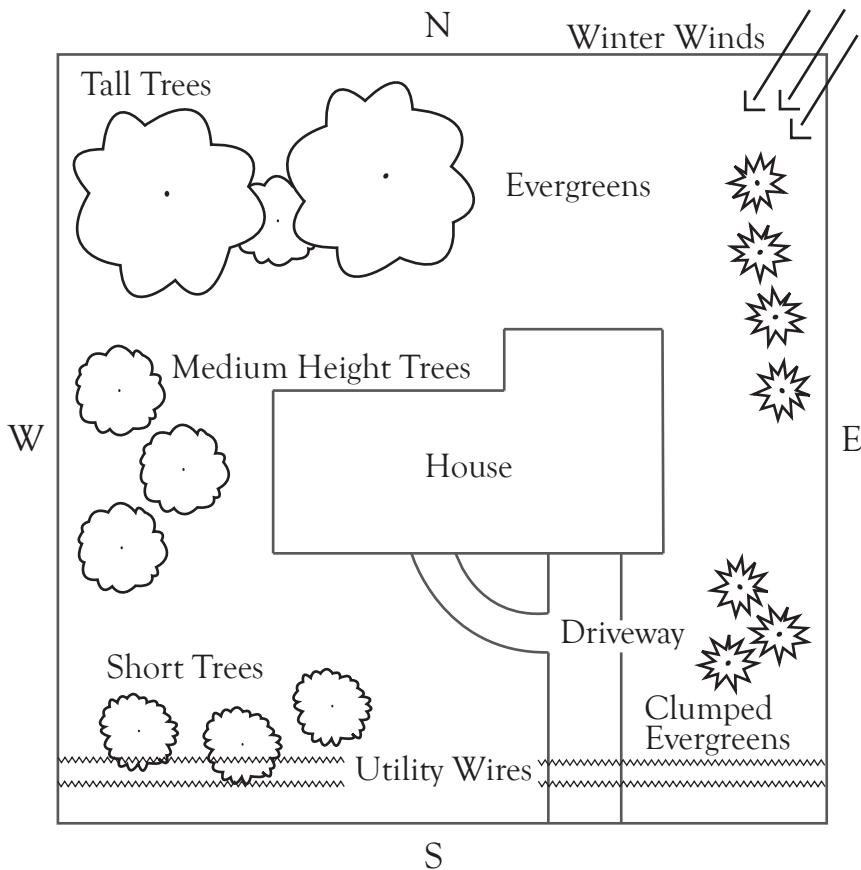 N
Winter Winds
Tall Trees
Evergreens
Medium Height Trees
W
E
House
Driveway
Short Trees
Clumped
Evergreens
Utility Wires
S